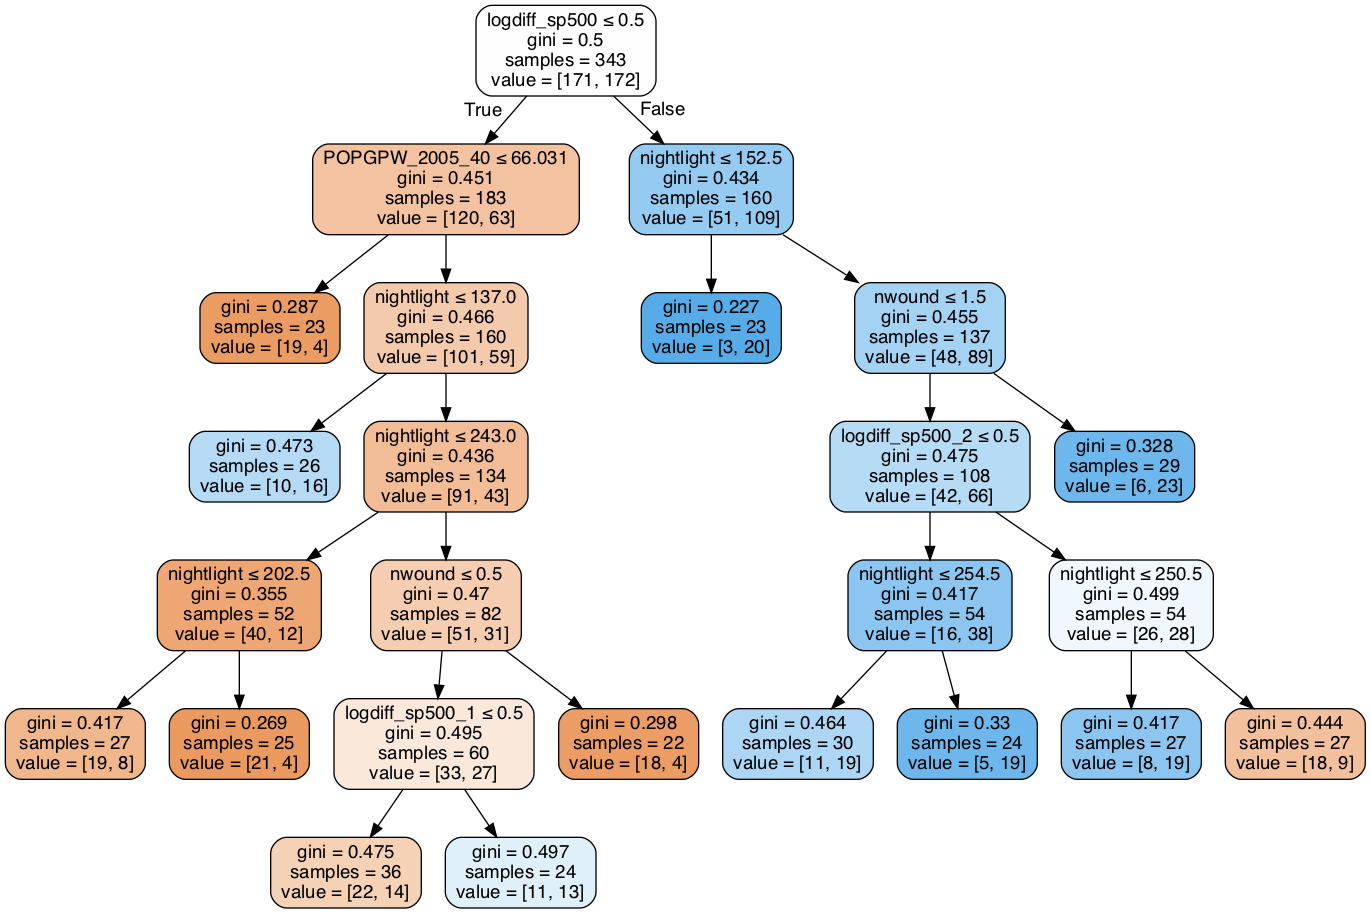 logdiff_sp500 ≤ 0.5
gini = 0.5
samples = 343
value = [171, 172]
True
False
POPGPW_2005_40 ≤ 66.031
gini = 0.451
samples = 183
value = [120, 63]
nightlight ≤ 152.5
gini = 0.434
samples = 160
value = [51, 109]
gini = 0.287
samples = 23
value = [19, 4]
nightlight ≤ 137.0
gini = 0.466
samples = 160
value = [101, 59]
gini = 0.227
samples = 23
value = [3, 20]
nwound ≤ 1.5
gini = 0.455
samples = 137
value = [48, 89]
gini = 0.473
samples = 26
value = [10, 16]
nightlight ≤ 243.0
gini = 0.436
samples = 134
value = [91, 43]
logdiff_sp500_2 ≤ 0.5
gini = 0.475
samples = 108
value = [42, 66]
gini = 0.328
samples = 29
value = [6, 23]
nightlight ≤ 202.5
gini = 0.355
samples = 52
value = [40, 12]
nwound ≤ 0.5
gini = 0.47
samples = 82
value = [51, 31]
nightlight ≤ 254.5
gini = 0.417
samples = 54
value = [16, 38]
nightlight ≤ 250.5
gini = 0.499
samples = 54
value = [26, 28]
gini = 0.417
samples = 27
value = [19, 8]
gini = 0.269
samples = 25
value = [21, 4]
logdiff_sp500_1 ≤ 0.5
gini = 0.495
samples = 60
value = [33, 27]
gini = 0.298
samples = 22
value = [18, 4]
gini = 0.464
samples = 30
value = [11, 19]
gini = 0.33
samples = 24
value = [5, 19]
gini = 0.417
samples = 27
value = [8, 19]
gini = 0.444
samples = 27
value = [18, 9]
gini = 0.475
samples = 36
value = [22, 14]
gini = 0.497
samples = 24
value = [11, 13]